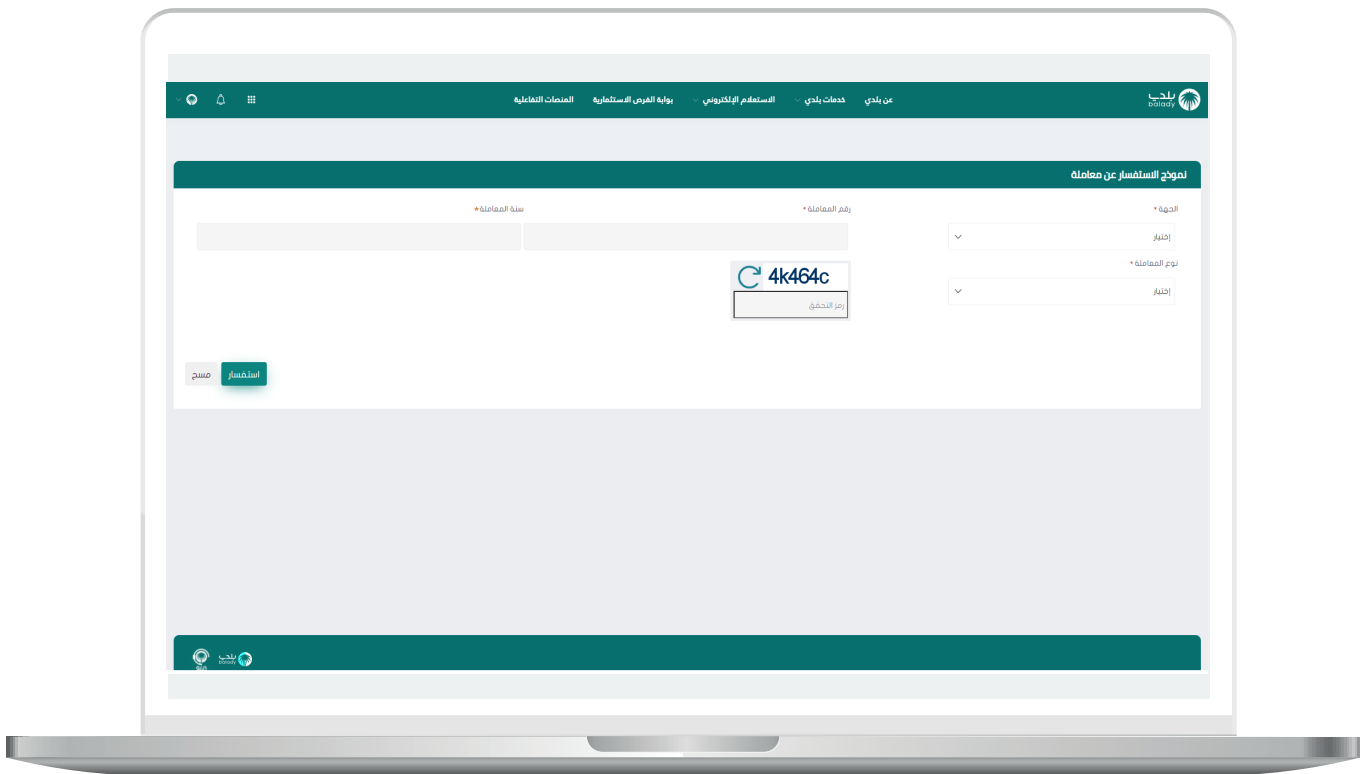 بلدي
balady
عن بلدي
خدمات بلدي
الاستعلام الإلكتروني
بوابة الفرص الاستثمارية
المنصات التفاعلية
نموذج الاستفسار عن معاملة
الجهة *
رقم المعاملة *
سنة المعاملة*
إختيار
نوع المعاملة *
إختيار
4k464c
رمز التحقق
استفسار
مسح
بلدي
balady